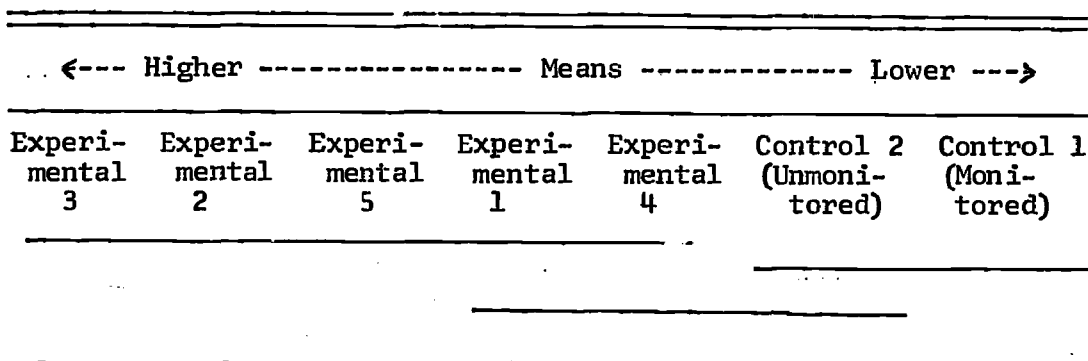 <--- Higher ---------------- Means ------------- Lower --->
Experi- Experi- Experi- Experi- Experi- Control 2 Control 1
mental mental mental mental mental (Unmoni- (Moni-
3 2 5 1 4 tored) tored)